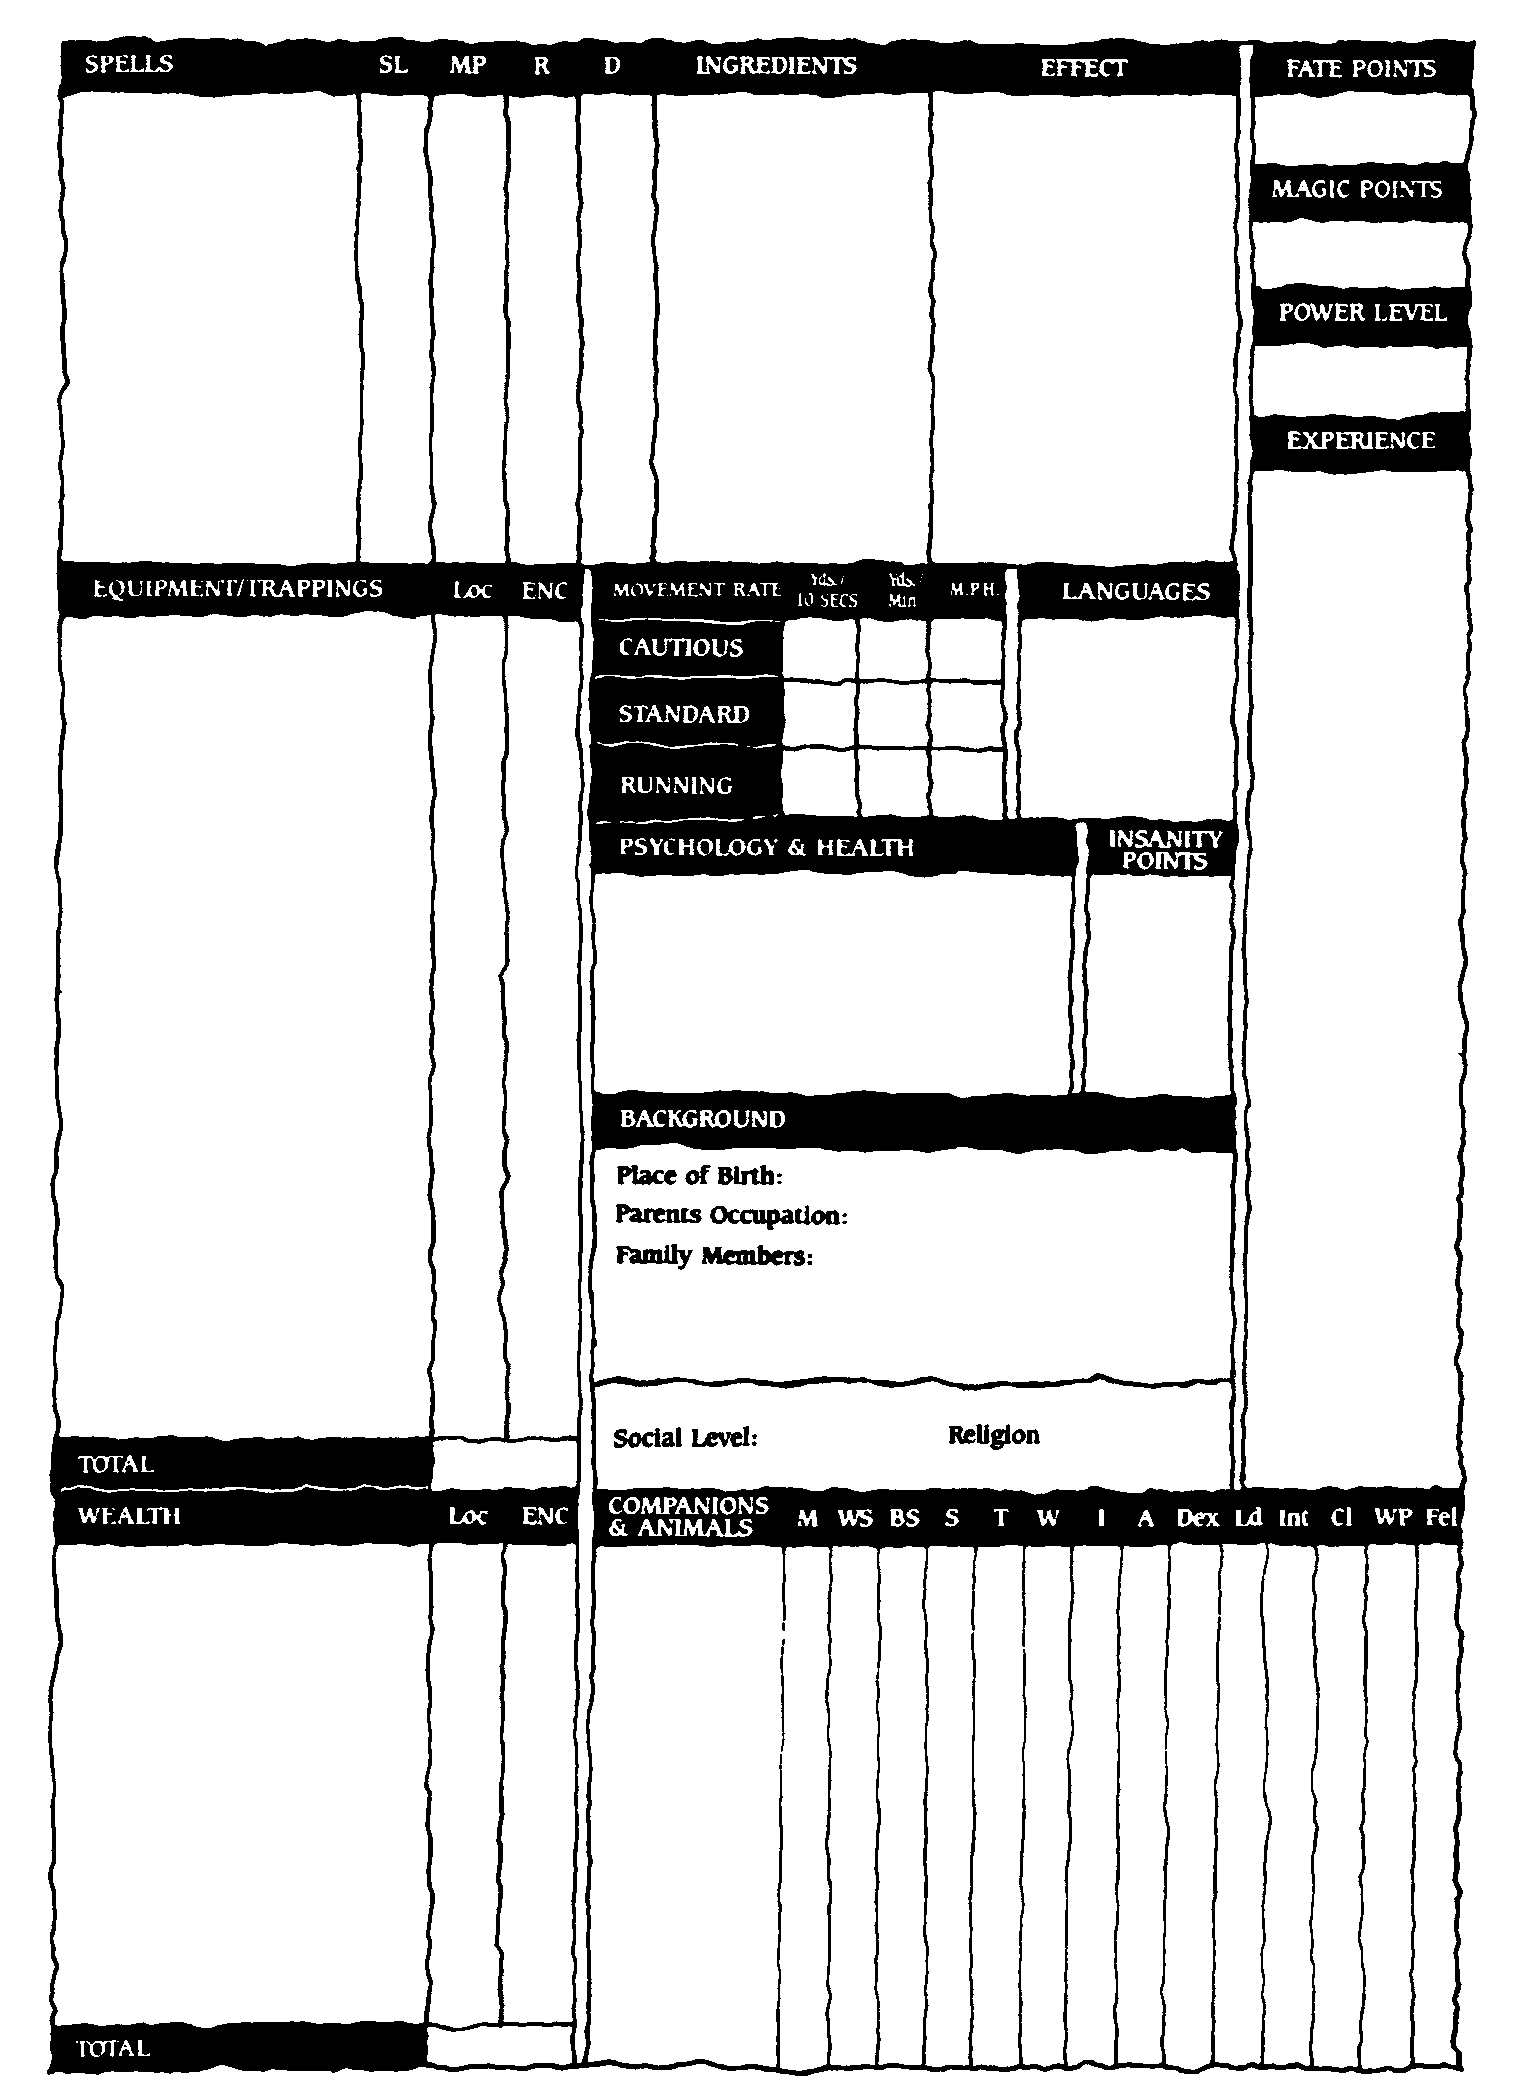 SPELLS SL MP R D INGREDIENTS EFFECT
FATE POINTS
MAGIC POINTS
POWER LEVEL
EXPERIENCE
EQUIPMENT/TRAPPINGS Loc ENC
MOVEMENT RATE Yds./ 10 SECS Yds./ Min M.P.H.
CAUTIOUS
STANDARD
RUNNING
LANGUAGES
PSYCHOLOGY & HEALTH
INSANITY
POINTS
BACKGROUND
Place of Birth:
Parents Occupation:
Family Members:
Social Level: Religion
TOTAL
WEALTH Loc ENC
COMPANIONS
& ANIMALS M WS BS S T W I A Dex Ld Int Cl WP Fel
TOTAL